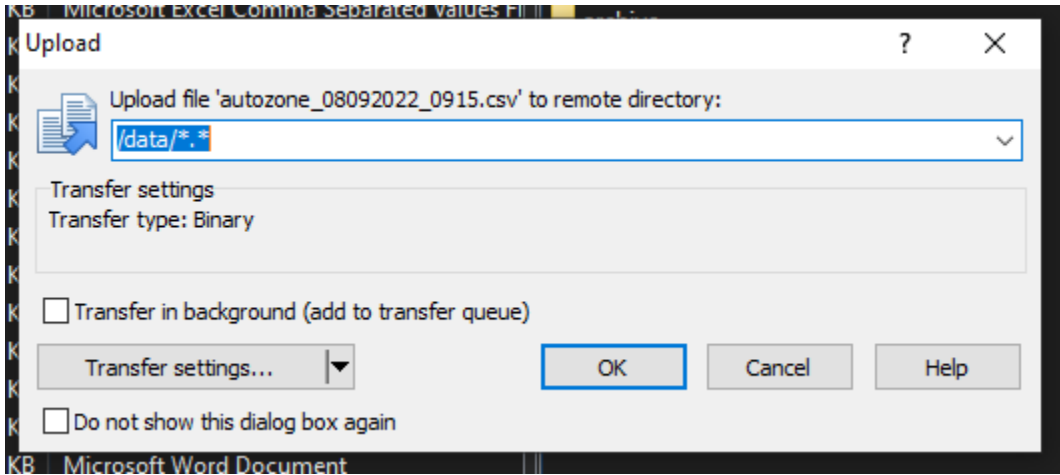 KB Microsoft Excel Comma Separated Values Fi
archive
Upload ?
Upload file 'autozone_08092022_0915.csv' to remote directory:
/data/*.*
Transfer settings
Transfer type: Binary
Transfer in background (add to transfer queue)
Transfer settings...
OK
Cancel
Help
Do not show this dialog box again
KB Microsoft Word Document